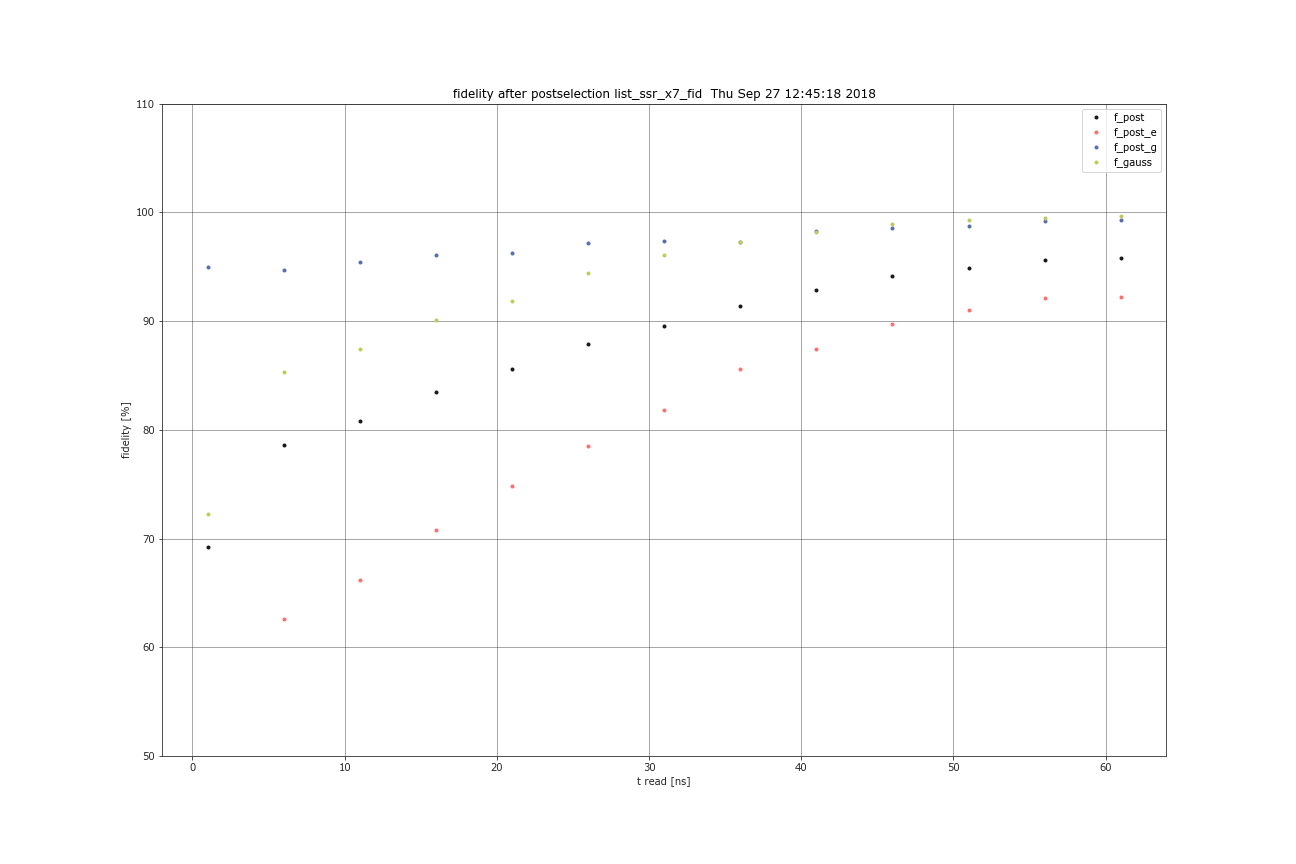 fidelity after postselection list_ssr_x7_fid  Thu Sep 27 12:45:18 2018
110
100
90
80
70
60
50
fidelity [%]
f_post
f_post_e
f_post_g
f_gauss
0 10 20 30 40 50 60
t read [ns]